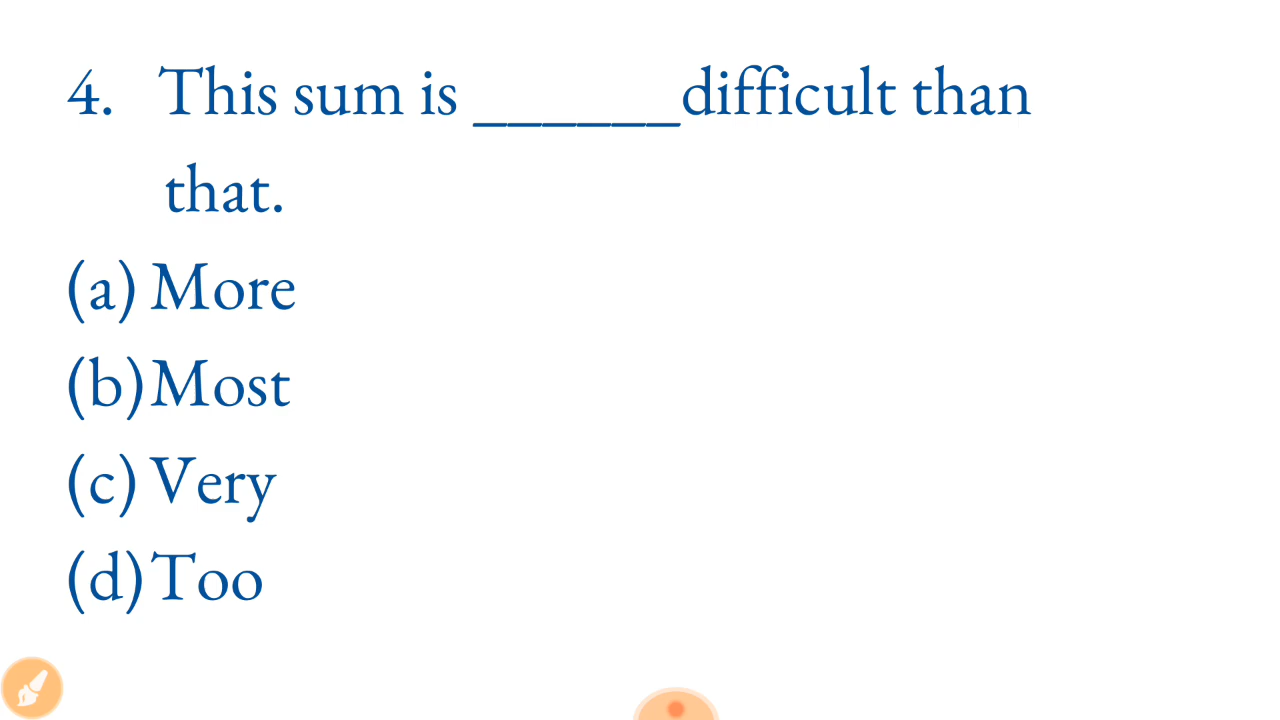 4. This sum is ______difficult than
that.
(a) More
(b) Most
(c) Very
(d) Too